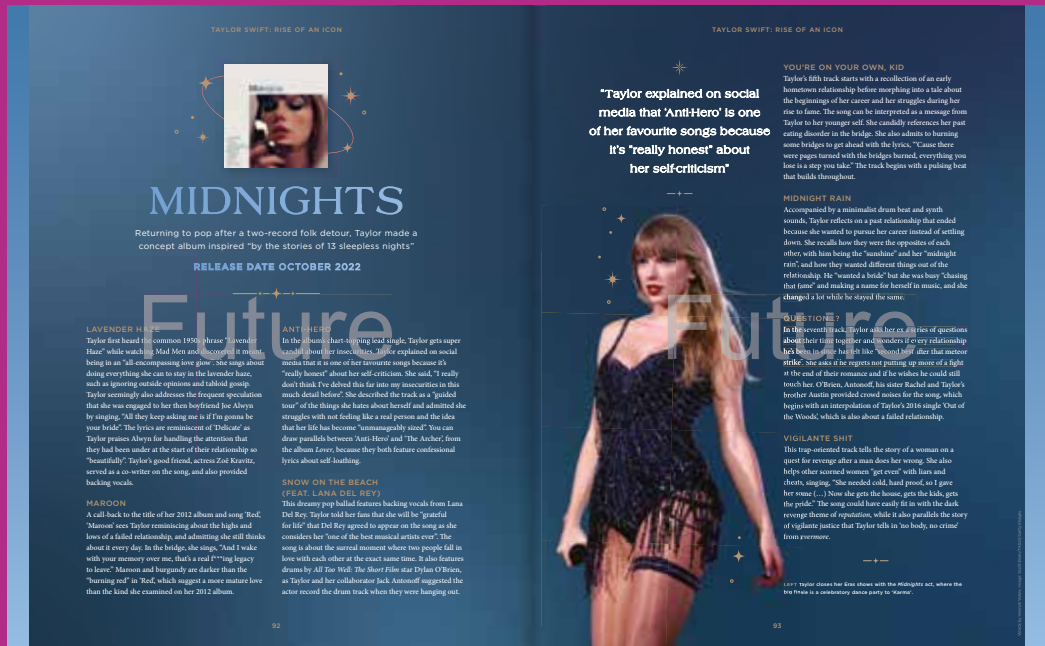 TAYLOR SWIFT: RISE OF AN ICON
MIDNIGHTS
Returning to pop after a two-record folk detour, Taylor made a
concept album inspired “by the stories of 13 sleepless nights”
RELEASE DATE OCTOBER 2022
LAVENDER HAZE
Taylor first heard the common 1950s phrase “Lavender
Haze” while watching Mad Men and discovered it meant
being in an “all-encompassing love glow”. She sings about
doing everything she can to stay in the lavender haze,
such as ignoring outside opinions and tabloid gossip.
Taylor seemingly also addresses the frequent speculation
that she was engaged to her then boyfriend Joe Alwyn
by singing, “All they keep asking me is if I’m gonna be
your bride”. The lyrics are reminiscent of ‘Delicate’ as
Taylor praises Alwyn for handling the attention that
they had been under at the start of their relationship so
“beautifully”. Taylor’s good friend, actress Zoë Kravitz,
served as a co-writer on the song, and also provided
backing vocals.
MAROON
A call-back to the title of her 2012 album and song ‘Red’,
‘Maroon’ sees Taylor reminiscing about the highs and
lows of a failed relationship, and admitting she still thinks
about it every day. In the bridge, she sings, “And I wake
with your memory over me, that’s a real f***ing legacy
to leave.” Maroon and burgundy are darker than the
“burning red” in ‘Red’, which suggest a more mature love
than the kind she examined on her 2012 album.
ANTI-HERO
In the album’s chart-topping lead single, Taylor gets super
candid about her insecurities. Taylor explained on social
media that it is one of her favourite songs because it’s
“really honest” about her self-criticism. She said, “I really
don’t think I’ve delved this far into my insecurities in this
much detail before”. She described the track as a “guided
tour” of the things she hates about herself and admitted she
struggles with not feeling like a real person and the idea
that her life has become “unmanageably sized”. You can
draw parallels between ‘Anti-Hero’ and ‘The Archer’, from
the album Lover, because they both feature confessional
lyrics about self-loathing.
SNOW ON THE BEACH
(FEAT. LANA DEL REY)
This dreamy pop ballad features backing vocals from Lana
Del Rey. Taylor told her fans that she will be “grateful
for life” that Del Rey agreed to appear on the song as she
considers her “one of the best musical artists ever”. The
song is about the surreal moment where two people fall in
love with each other at the exact same time. It also features
drums by All Too Well: The Short Film star Dylan O’Brien,
as Taylor and her collaborator Jack Antonoff suggested the
actor record the drum track when they were hanging out.
Future
92
TAYLOR SWIFT: RISE OF AN ICON
“Taylor explained on social
media that ‘Anti-Hero’ is one
of her favourite songs because
it’s “really honest” about
her self-criticism”
YOU’RE ON YOUR OWN, KID
Taylor’s fifth track starts with a recollection of an early
hometown relationship before morphing into a tale about
the beginnings of her career and her struggles during her
rise to fame. The song can be interpreted as a message from
Taylor to her younger self. She candidly references her past
eating disorder in the bridge. She also admits to burning
some bridges to get ahead with the lyrics, “’Cause there
were pages turned with the bridges burned, everything you
lose is a step you take.” The track begins with a pulsing beat
that builds throughout.
MIDNIGHT RAIN
Accompanied by a minimalist drum beat and synth
sounds, Taylor reflects on a past relationship that ended
because she wanted to pursue her career instead of settling
down. She recalls how they were the opposites of each
other, with him being the “sunshine” and her “midnight
rain”, and how they wanted different things out of the
relationship. He “wanted a bride” but she was busy “chasing
that fame” and making a name for herself in music, and she
changed a lot while he stayed the same.
QUESTION...?
In the seventh track, Taylor asks her ex a series of questions
about their time together and wonders if every relationship
he’s been in since has felt like “second best after that meteor
strike”. She asks if he regrets not putting up more of a fight
at the end of their romance and if he wishes he could still
touch her. O’Brien, Antonoff, his sister Rachel and Taylor’s
brother Austin provided crowd noises for the song, which
begins with an interpolation of Taylor’s 2016 single ‘Out of
the Woods’, which is also about a failed relationship.
VIGILANTE SHIT
This trap-oriented track tells the story of a woman on a
quest for revenge after a man does her wrong. She also
helps other scorned women “get even” with liars and
cheats, singing, “She needed cold, hard proof, so I gave
her some (…) Now she gets the house, gets the kids, gets
the pride.” The song could have easily fit in with the dark
revenge theme of reputation, while it also parallels the story
of vigilante justice that Taylor tells in ‘no body, no crime’
from evermore.
LEFT Taylor closes her Eras shows with the Midnights act, where the
big finale is a celebratory dance party to ‘Karma’.
Future
93